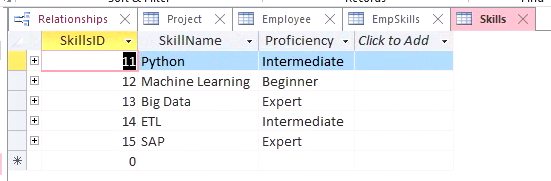 Relationships Project Employee EmpSkills Skills
SkillsID SkillName Proficiency Click to Add
11 Python Intermediate
12 Machine Learning Beginner
13 Big Data Expert
14 ETL Intermediate
15 SAP Expert
0